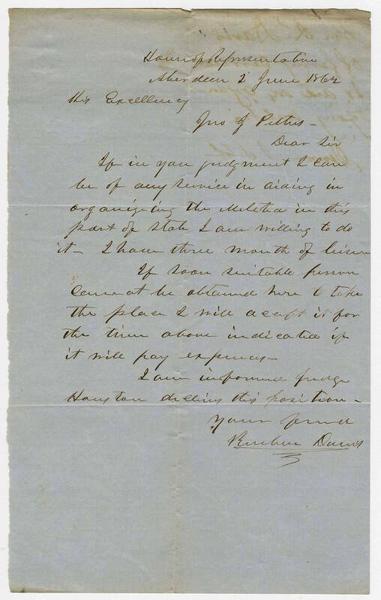 House of Representatives
Aberdeen 2 June 1862
His Excellency
Jno J Pettus -
Dear Sir
If in your judgment I can
be of any service in aiding in
organizing the Militia in this
part of State I am willing to do
it - I have three month of leisure
If some suitable person
cannot be obtained here to take
the place I will accept it for
the time above indicated if
it will pay expenses -
I am informed Judge
Houston declines this position -
Your friend
Reuben Davis